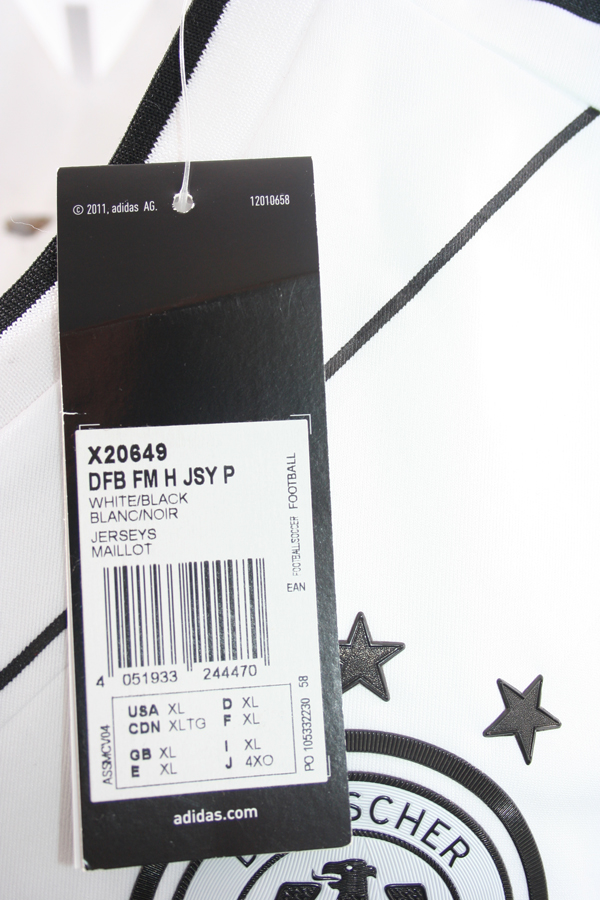 © 2011, adidas AG. 12010658
X20649
DFB FM H JSY P
WHITE/BLACK
BLANC/NOIR
JERSEYS
MAILLOT
FOOTBALL/SOCCER FOOTBALL
EAN
4 051933 244470
USA XL D XL
CDN XLTG F XL
GB XL I XL
E XL J 4XO
ASSMCV04
PO 105332230 58
adidas.com
SCHER